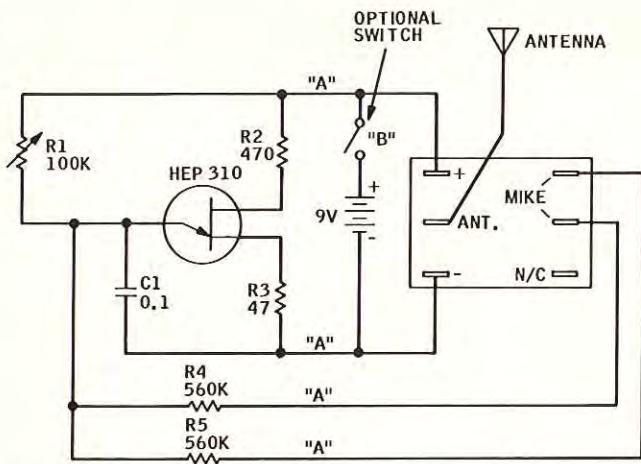 OPTIONAL
SWITCH
ANTENNA
"A"
R1
100K
R2
470
"B"
HEP 310
+
9V
-
+
MIKE
ANT.
-
N/C
C1
0.1
R3
47
"A"
R4
560K
"A"
R5
560K
"A"